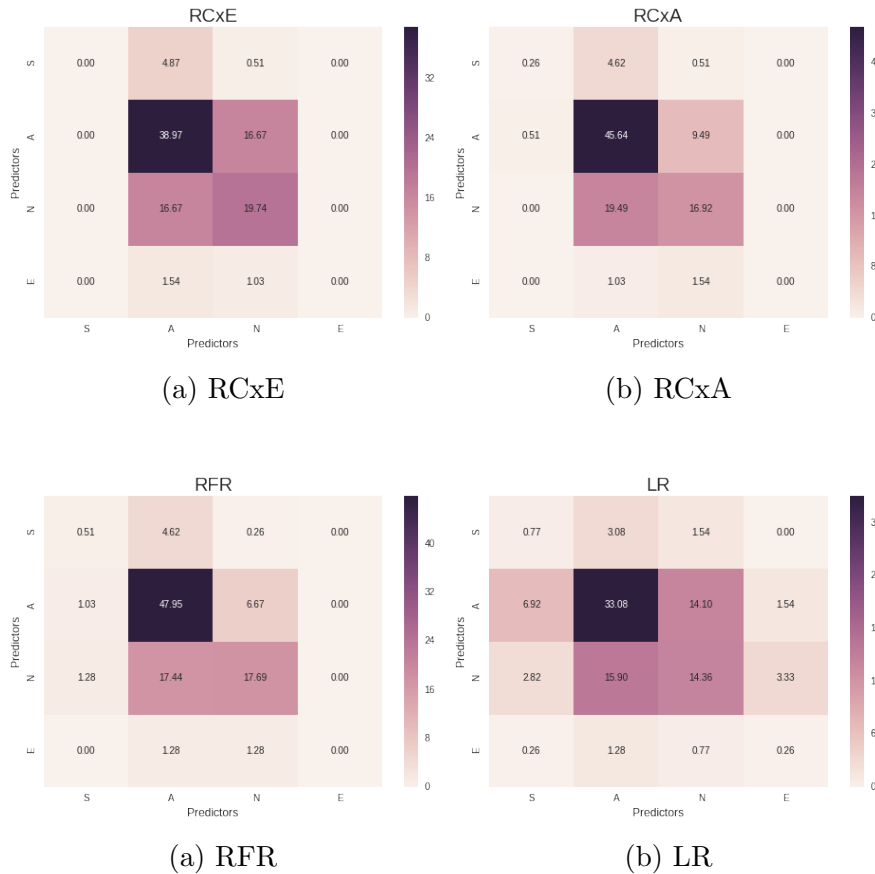 RCxE
S 0.00 4.87 0.51 0.00
A 0.00 38.97 16.67 0.00
N 0.00 16.67 19.74 0.00
E 0.00 1.54 1.03 0.00
S A N E
Predictors
Predictors
32
24
16
8
0
(a) RCxE
RCxA
S 0.26 4.62 0.51 0.00
A 0.51 45.64 9.49 0.00
N 0.00 19.49 16.92 0.00
E 0.00 1.03 1.54 0.00
S A N E
Predictors
Predictors
8
0
(b) RCxA
RFR
S 0.51 4.62 0.26 0.00
A 1.03 47.95 6.67 0.00
N 1.28 17.44 17.69 0.00
E 0.00 1.28 1.28 0.00
S A N E
Predictors
Predictors
40
32
24
16
8
0
(a) RFR
LR
S 0.77 3.08 1.54 0.00
A 6.92 33.08 14.10 1.54
N 2.82 15.90 14.36 3.33
E 0.26 1.28 0.77 0.26
S A N E
Predictors
Predictors
6
0
(b) LR